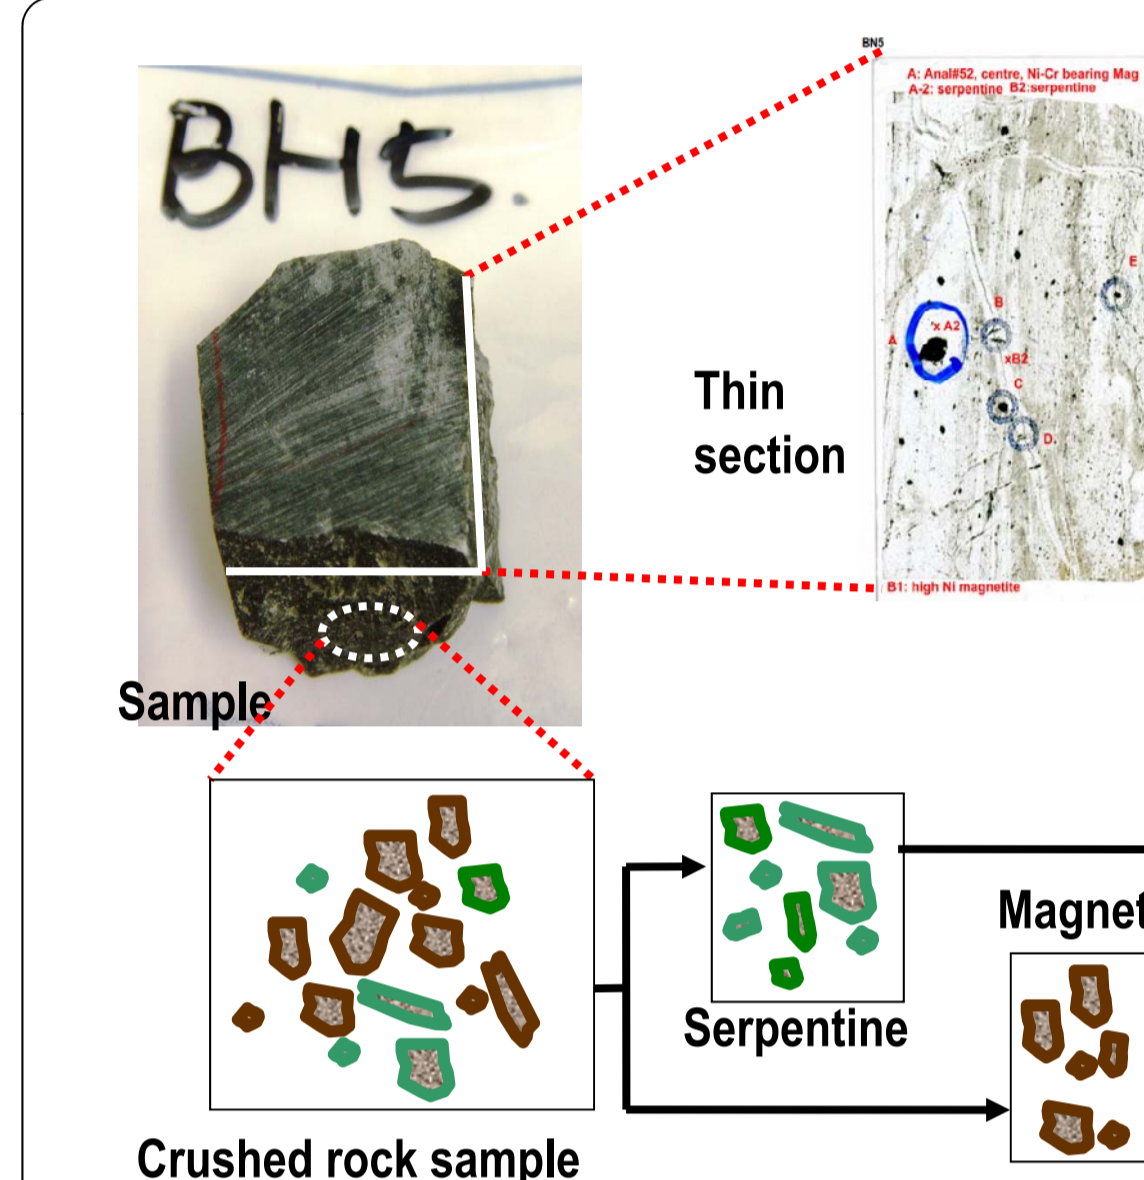 BN5
A: Anal#52, centre, Ni-Cr bearing Mag
A-2: serpentine B2:serpentine
BH5.
E
B
x A2
A
xB2
C
D.
Thin
section
B1: high Ni magnetite
Sample
Magnet
Serpentine
Crushed rock sample